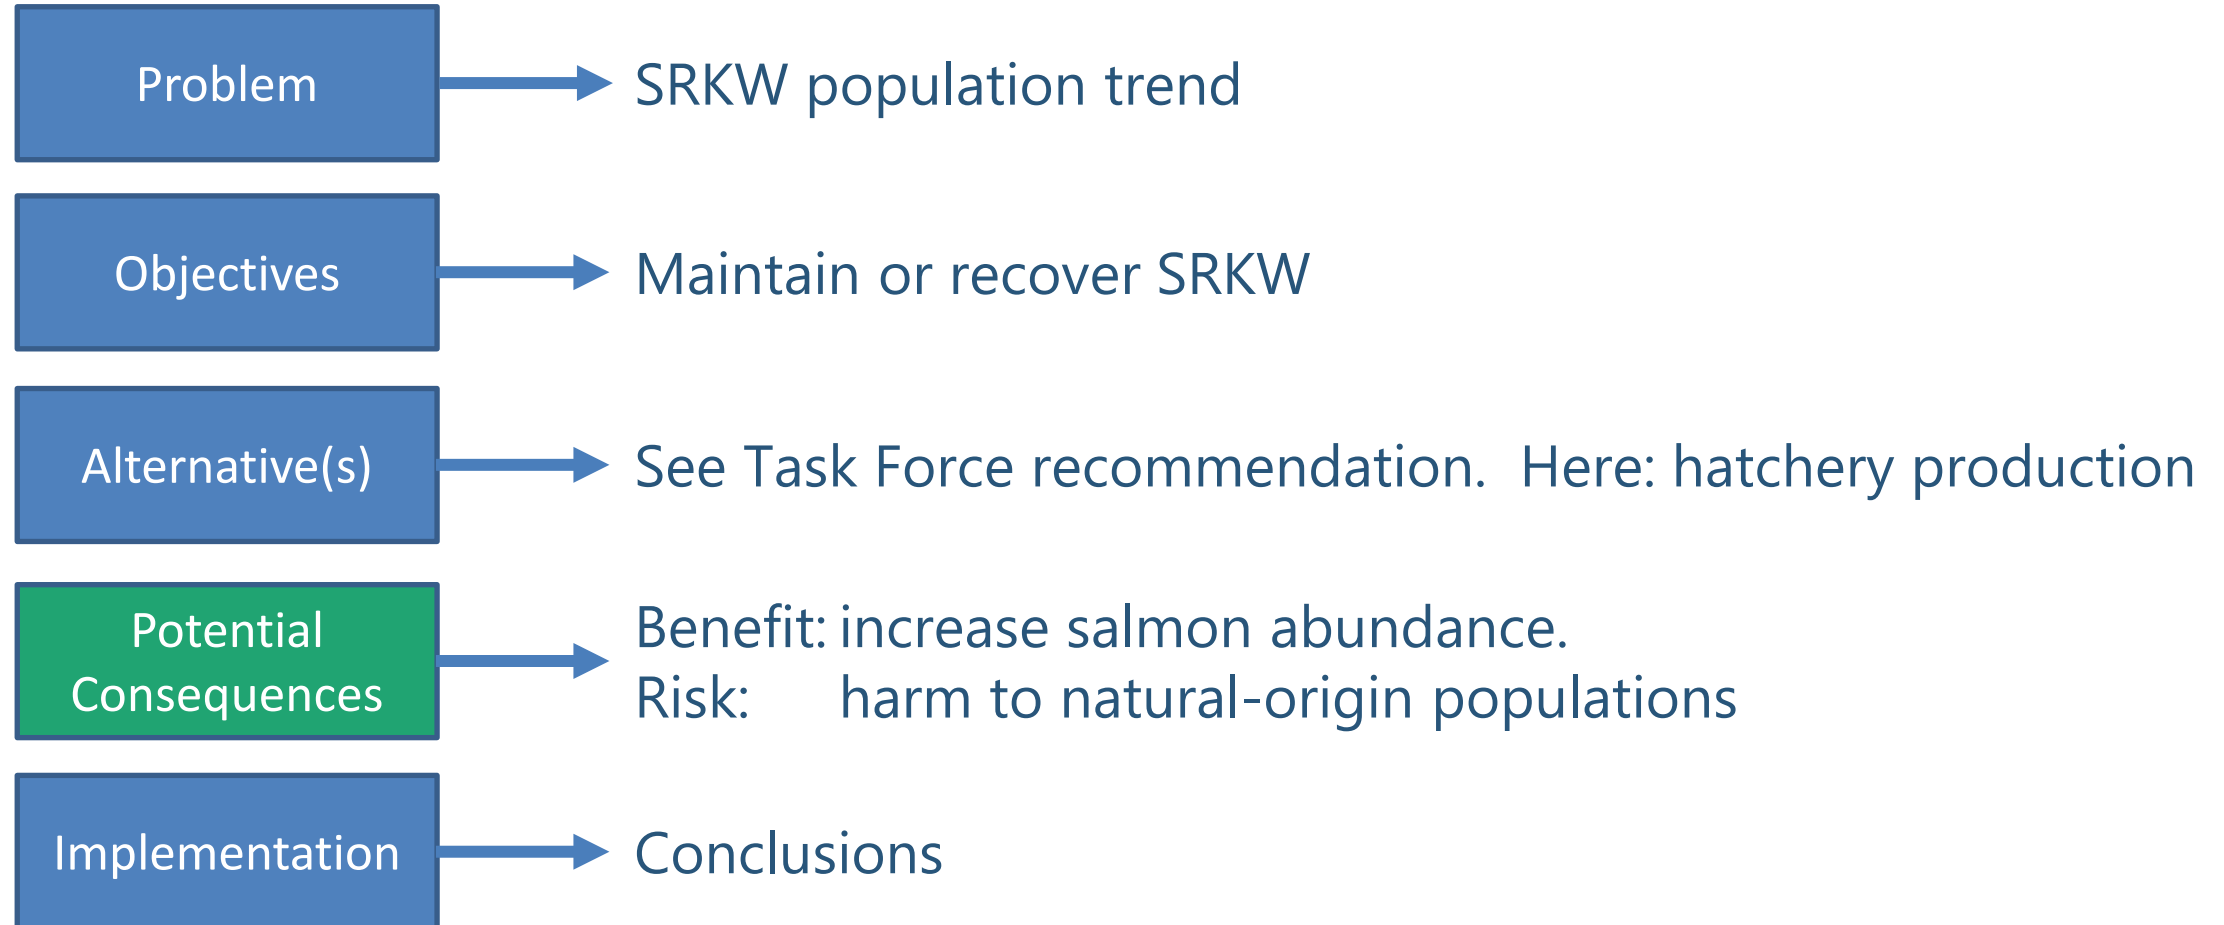 Problem
SRKW population trend
Objectives
Maintain or recover SRKW
Alternative(s)
See Task Force recommendation.  Here: hatchery production
Potential
Consequences
Benefit: increase salmon abundance.
Risk: harm to natural-origin populations
Implementation
Conclusions